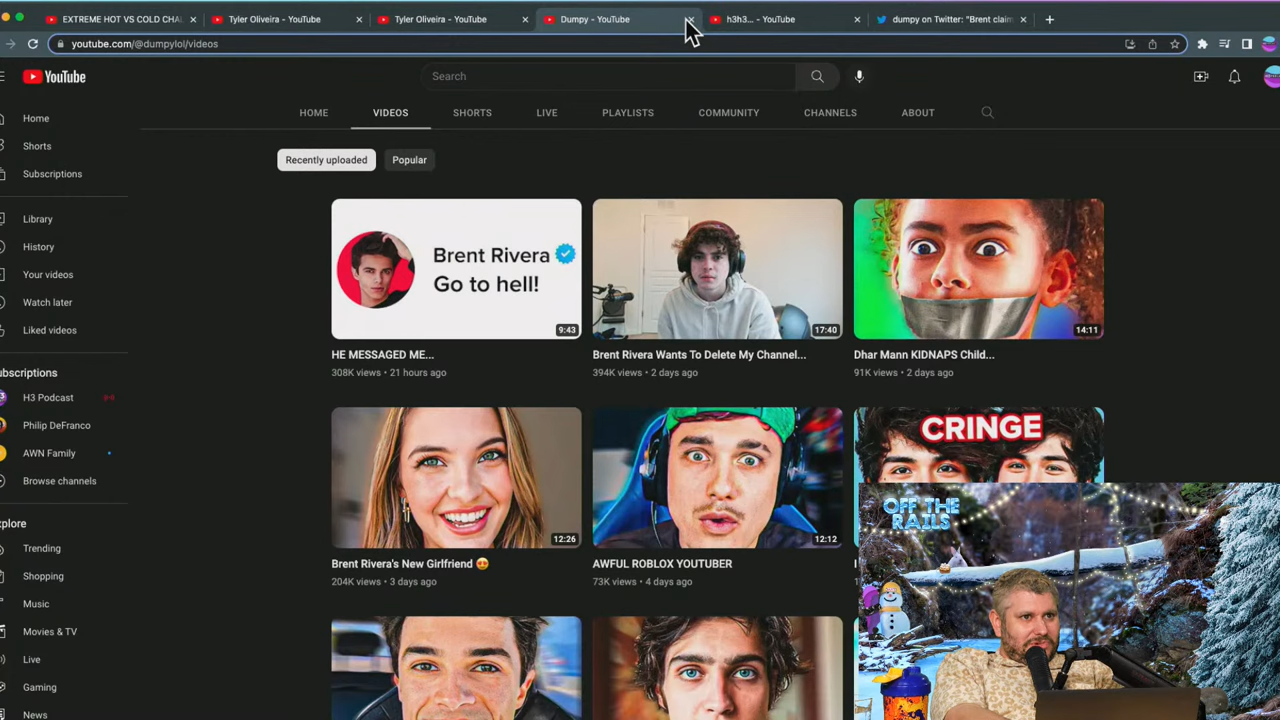 EXTREME HOT VS COLD CHAL
Tyler Oliveira - YouTube
Tyler Oliveira - YouTube
Dumpy - YouTube
h3h3... - YouTube
dumpy on Twitter: "Brent claim
youtube.com/@dumpylol/videos
YouTube
Search
HOME
VIDEOS
SHORTS
LIVE
PLAYLISTS
COMMUNITY
CHANNELS
ABOUT
Home
Shorts
Subscriptions
Library
History
Your videos
Watch later
Liked videos
ubscriptions
H3 Podcast
Philip DeFranco
AWN Family
Browse channels
xplore
Trending
Shopping
Music
Movies & TV
Live
Gaming
News
Recently uploaded
Popular
Brent Rivera
Go to hell!
9:43
17:40
14:11
HE MESSAGED ME...
308K views • 21 hours ago
Brent Rivera Wants To Delete My Channel...
394K views • 2 days ago
Dhar Mann KIDNAPS Child...
91K views • 2 days ago
CRINGE
12:26
12:12
Brent Rivera's New Girlfriend 😍
204K views • 3 days ago
AWFUL ROBLOX YOUTUBER
73K views • 4 days ago
OFF THE
RAILS